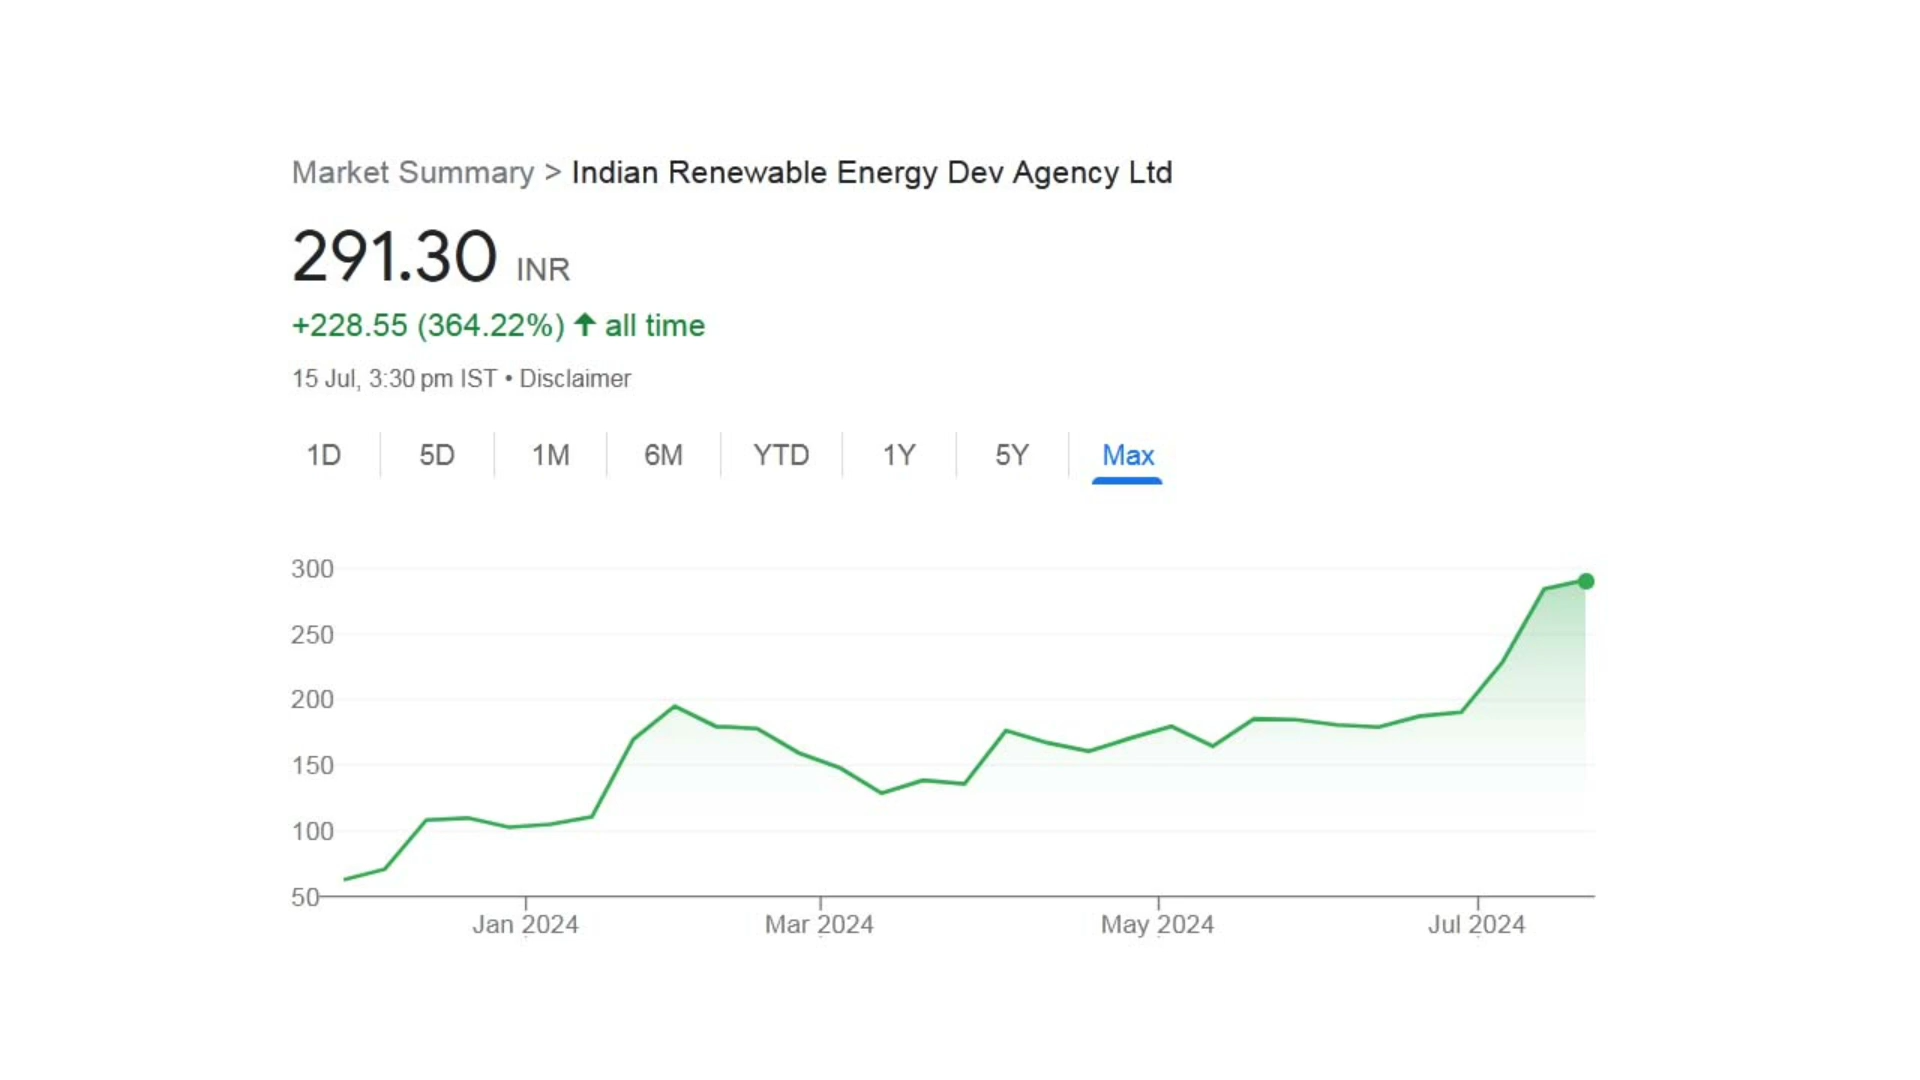 Market Summary > Indian Renewable Energy Dev Agency Ltd
291.30 INR
+228.55 (364.22%) ↑ all time
15 Jul, 3:30 pm IST • Disclaimer
1D 5D 1M 6M YTD 1Y 5Y Max
300
250
200
150
100
50
Jan 2024 Mar 2024 May 2024 Jul 2024